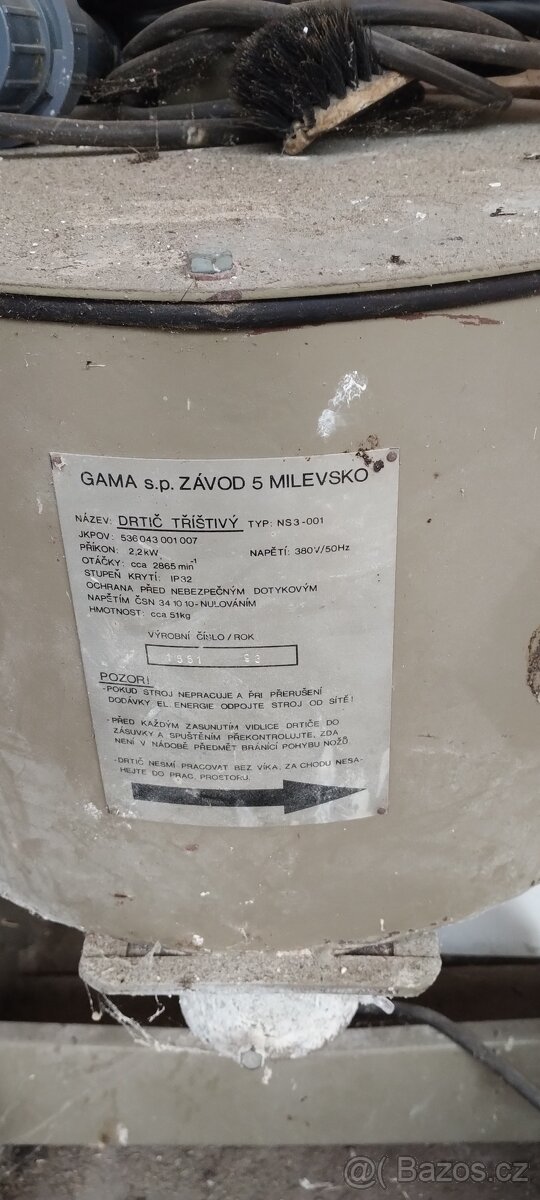 GAMA s.p. ZÁVOD 5 MILEVSKO
NÁZEV: DRTIČ TŘÍŠTIVÝ TYP: NS3-001
JKPOV: 536 043 001 007
PŘÍKON: 2,2kW NAPĚTÍ: 380V/50Hz
OTÁČKY: cca 2865 min⁻¹
STUPEŇ KRYTÍ: IP32
OCHRANA PŘED NEBEZPEČNÝM DOTYKOVÝM
NAPĚTÍM ČSN 34 10 10-NULOVÁNÍM
HMOTNOST: cca 51kg
VÝROBNÍ ČÍSLO / ROK
POZOR!
-POKUD STROJ NEPRACUJE A PŘI PŘERUŠENÍ
DODÁVKY EL. ENERGIE ODPOJTE STROJ OD SÍTĚ!
-PŘED KAŽDÝM ZASUNUTÍM VIDLICE DRTIČE DO
ZÁSUVKY A SPUŠTĚNÍM PŘEKONTROLUJTE, ZDA
NENÍ V NÁDOBĚ PŘEDMĚT BRÁNÍCÍ POHYBU NOŽŮ.
-DRTIČ NESMÍ PRACOVAT BEZ VÍKA, ZA CHODU NESA-
HEJTE DO PRAC. PROSTORU.
Bazos.cz